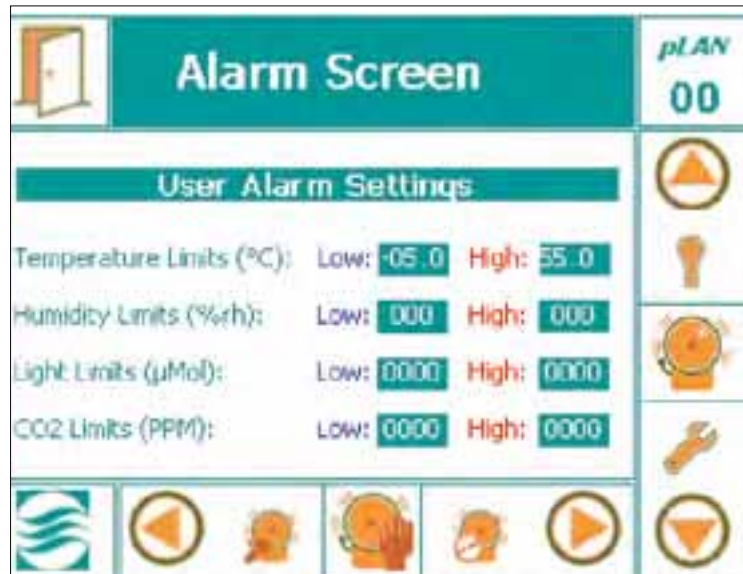 Alarm Screen
pLAN
00
User Alarm Settings
Temperature Limits (°C): Low: -05.0 High: 55.0
Humidity Limits (%rh): Low: 000 High: 000
Light Limits (µMol): Low: 0000 High: 0000
CO2 Limits (PPM): Low: 0000 High: 0000